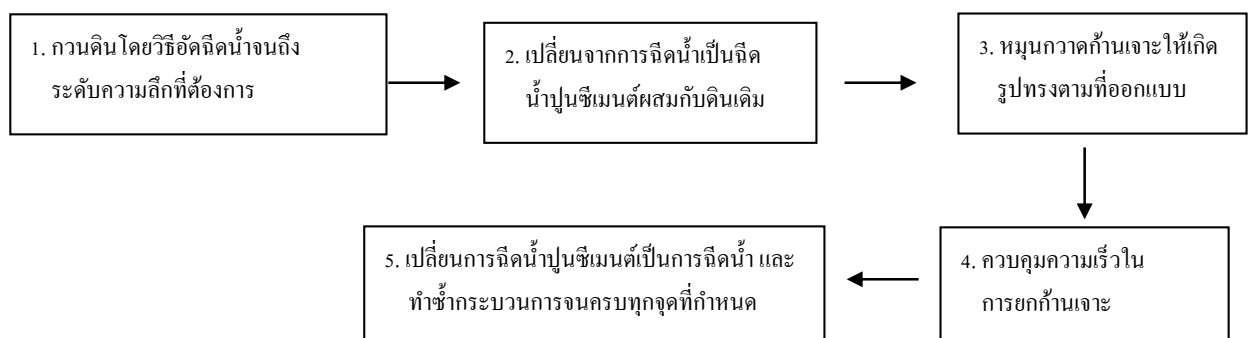 1. กวนดินโดยวิธีอัดฉีดน้ำจนถึง
ระดับความลึกที่ต้องการ
2. เปลี่ยนจากการฉีดน้ำเป็นฉีด
น้ำปูนซีเมนต์ผสมกับดินเดิม
3. หมุนกวาดก้านเจาะให้เกิด
รูปทรงตามที่ออกแบบ
4. ควบคุมความเร็วใน
การยกก้านเจาะ
5. เปลี่ยนการฉีดน้ำปูนซีเมนต์เป็นการฉีดน้ำ และ
ทำซ้ำกระบวนการจนครบทุกจุดที่กำหนด